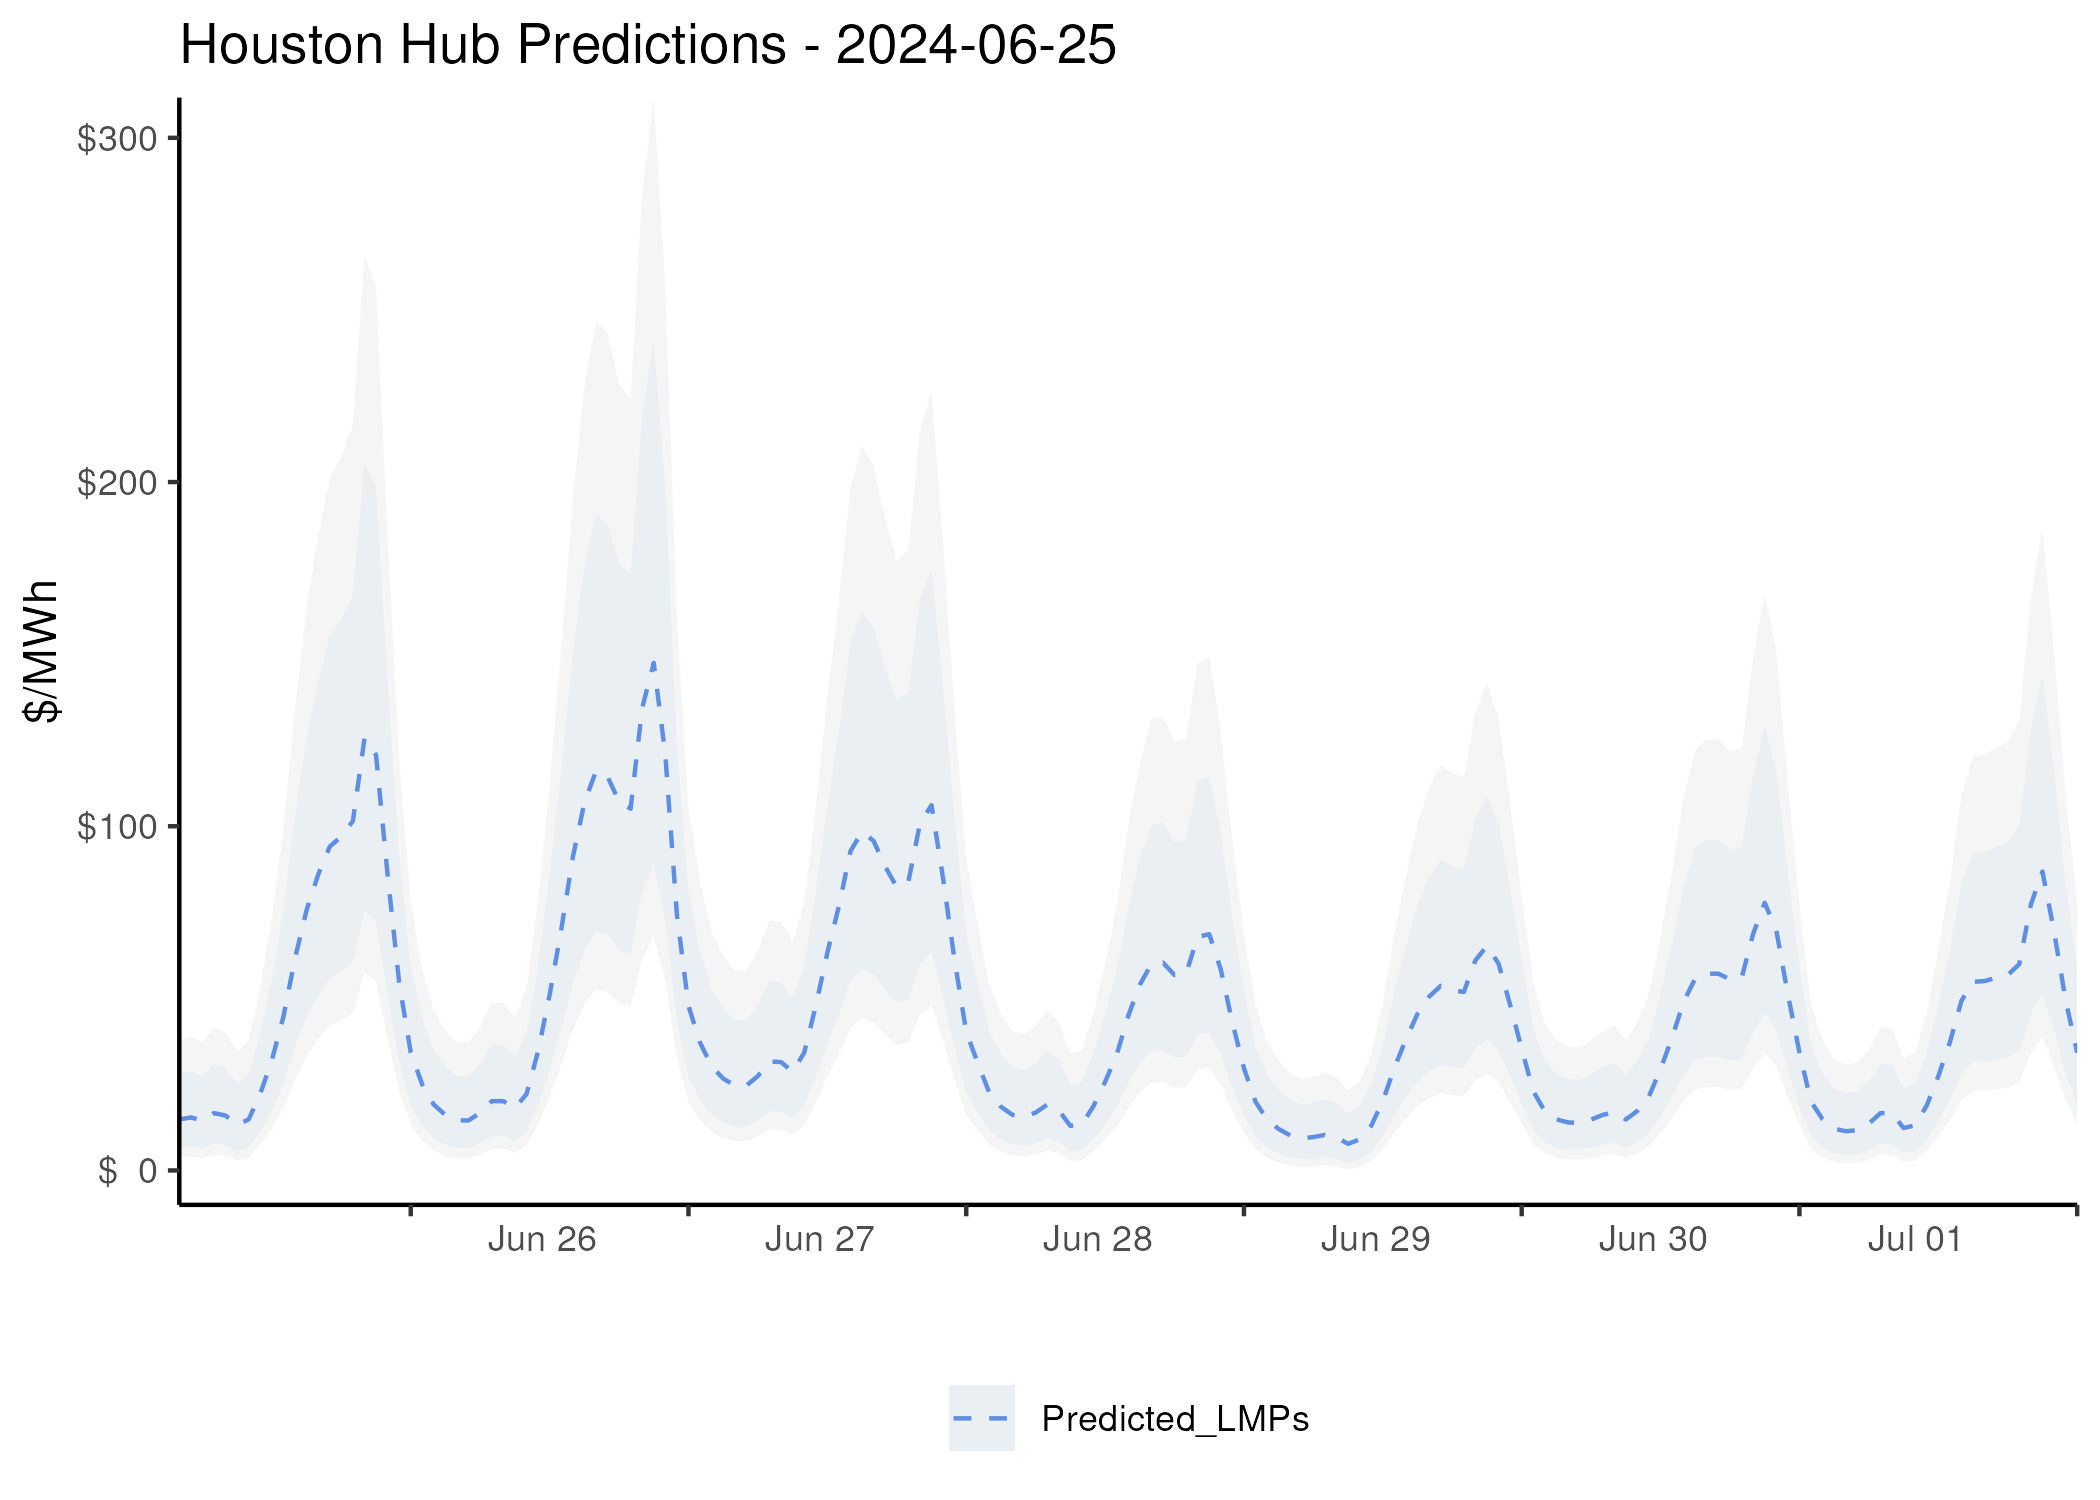 Houston Hub Predictions - 2024-06-25
$300
$200
$100
$ 0
$/MWh
Jun 26
Jun 27
Jun 28
Jun 29
Jun 30
Jul 01
Predicted_LMPs